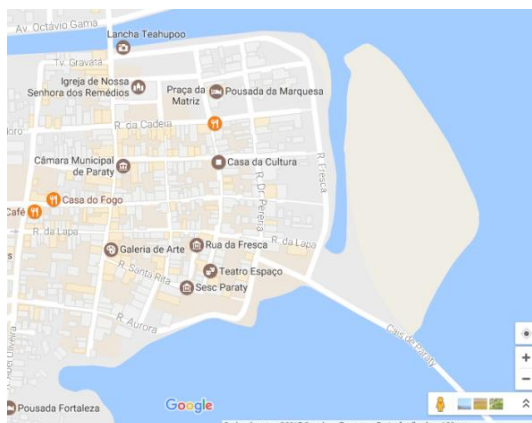 Av. Octávio Gama
Lancha Teahupoo
Tv. Gravatá
Igreja de Nossa
Senhora dos Remédios
Praça da
Matriz
Pousada da Marquesa
R. da Cadeia
Câmara Municipal
de Paraty
Casa da Cultura
R. Fresca
R. Dr. Pereira
Casa do Fogo
Café
R. da Lapa
Galeria de Arte
Rua da Fresca
R. da Lapa
R. Santa Rita
Teatro Espaço
Sesc Paraty
R. Aurora
Cais de Paraty
Google
Pousada Fortaleza